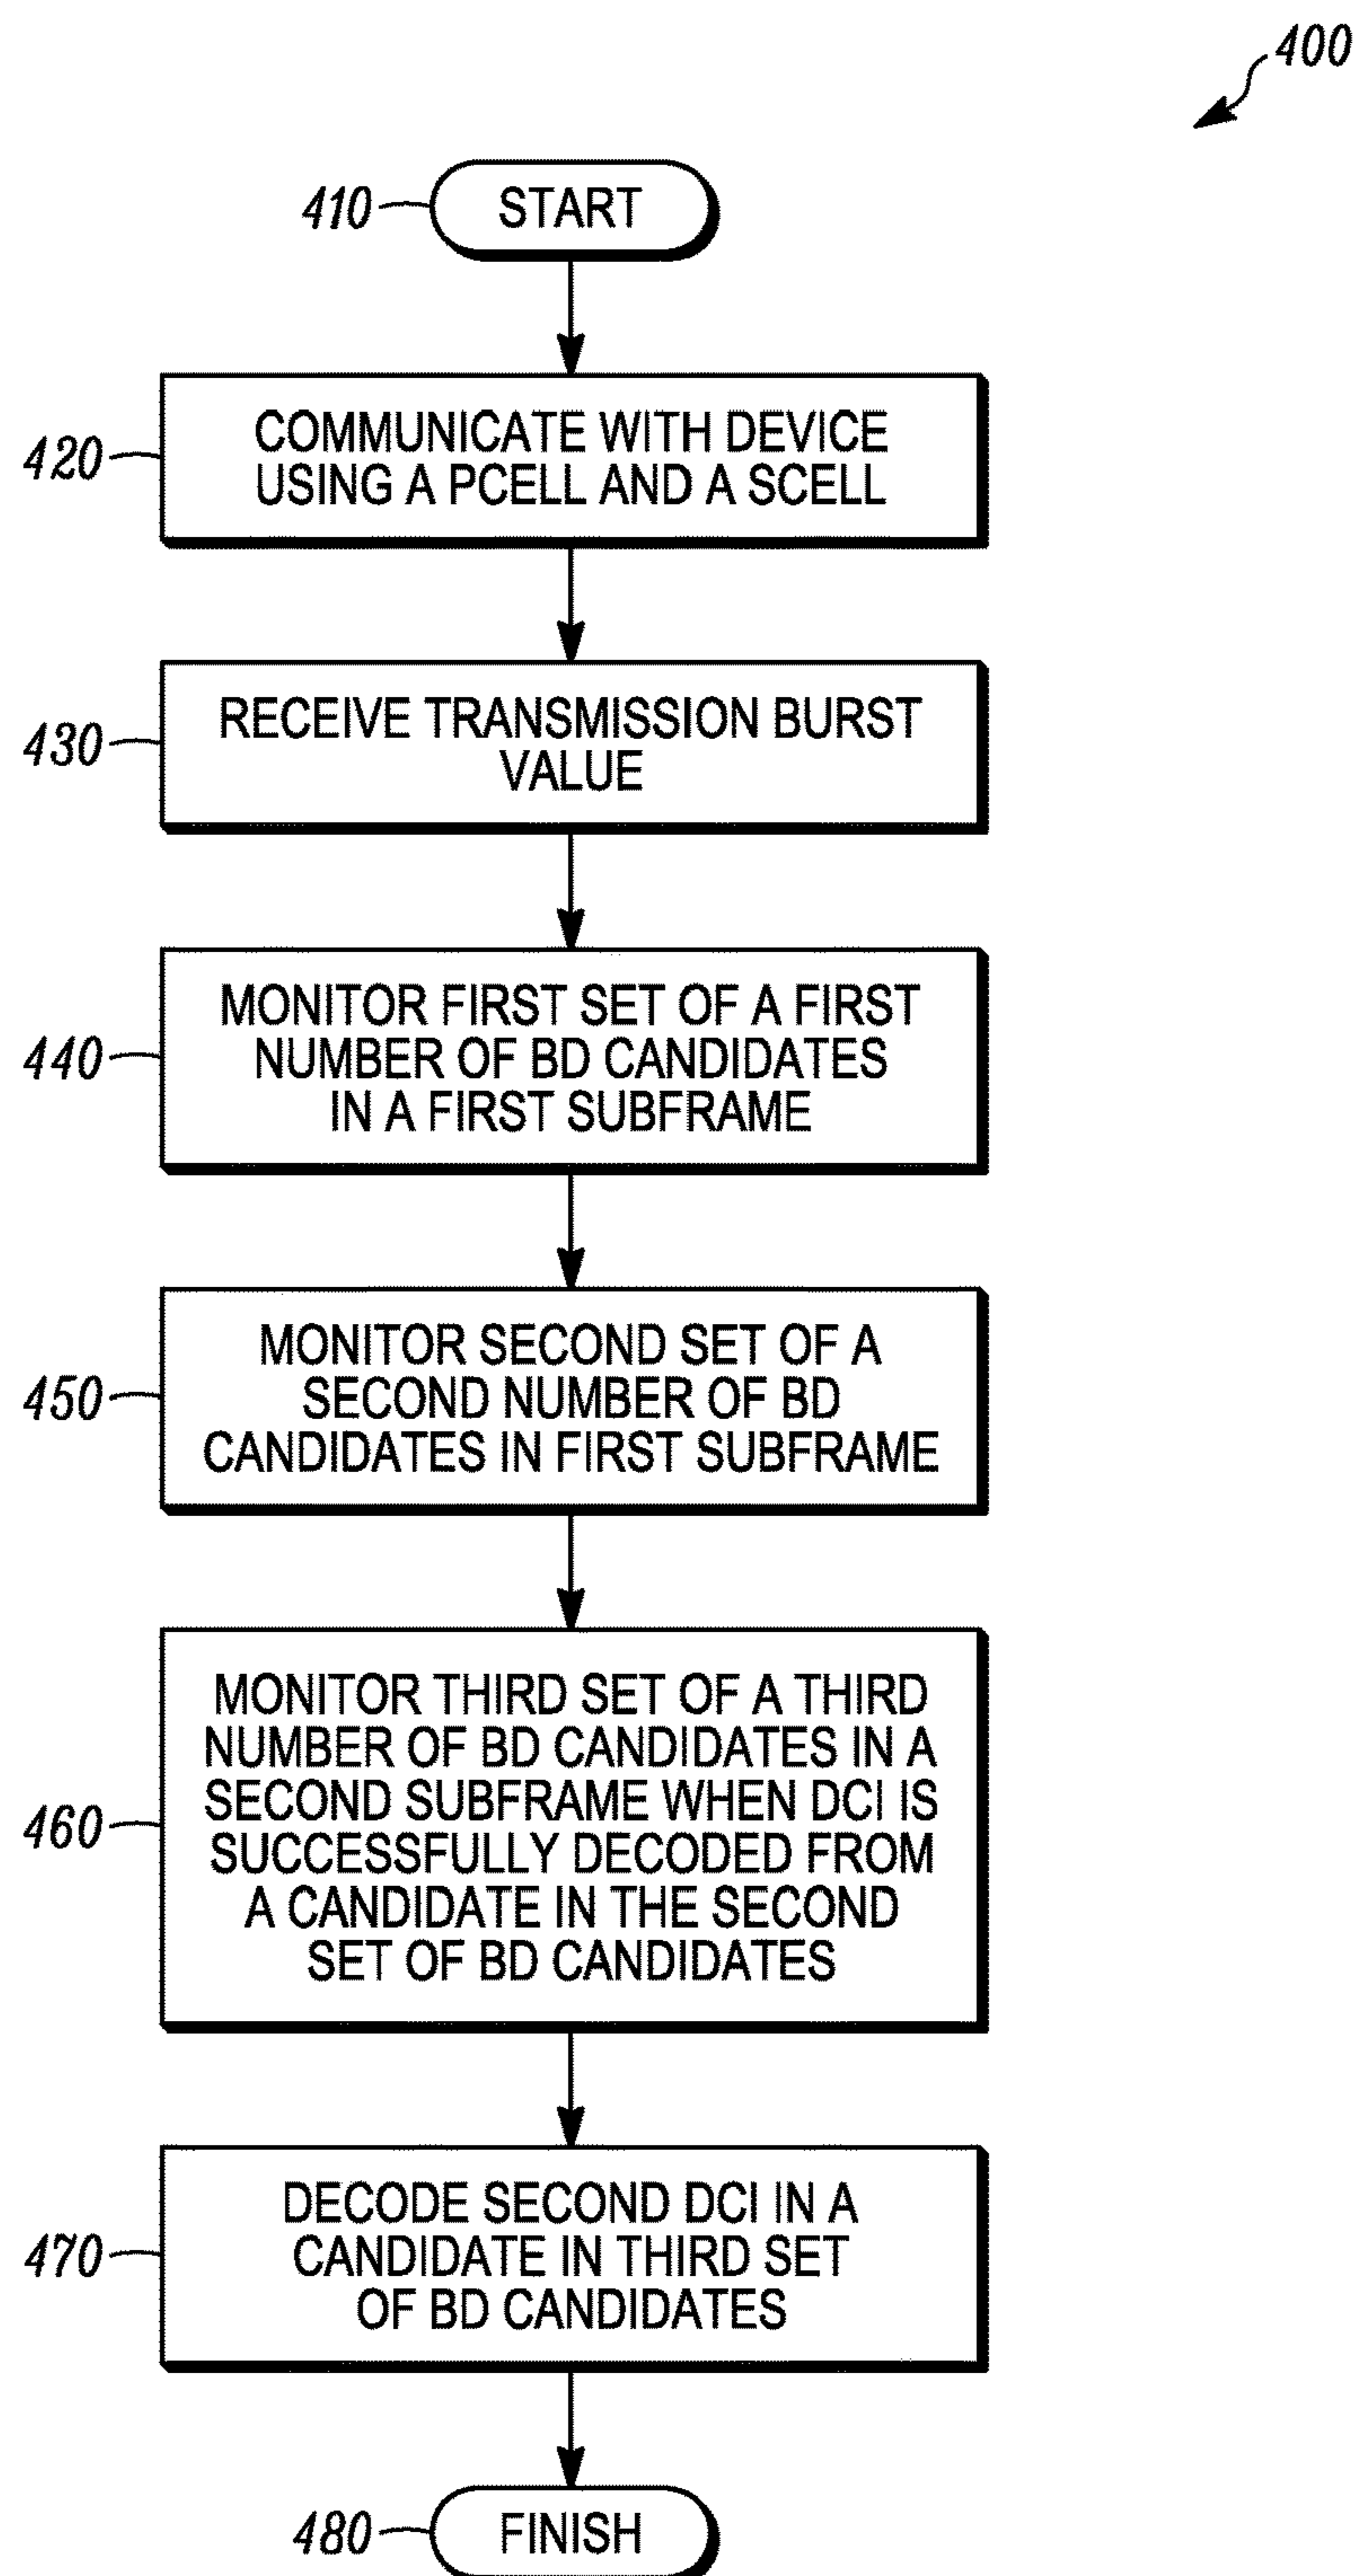 400
410 START
420 COMMUNICATE WITH DEVICE
USING A PCELL AND A SCELL
430 RECEIVE TRANSMISSION BURST
VALUE
440 MONITOR FIRST SET OF A FIRST
NUMBER OF BD CANDIDATES
IN A FIRST SUBFRAME
450 MONITOR SECOND SET OF A
SECOND NUMBER OF BD
CANDIDATES IN FIRST SUBFRAME
460 MONITOR THIRD SET OF A THIRD
NUMBER OF BD CANDIDATES IN A
SECOND SUBFRAME WHEN DCI IS
SUCCESSFULLY DECODED FROM
A CANDIDATE IN THE SECOND
SET OF BD CANDIDATES
470 DECODE SECOND DCI IN A
CANDIDATE IN THIRD SET
OF BD CANDIDATES
480 FINISH